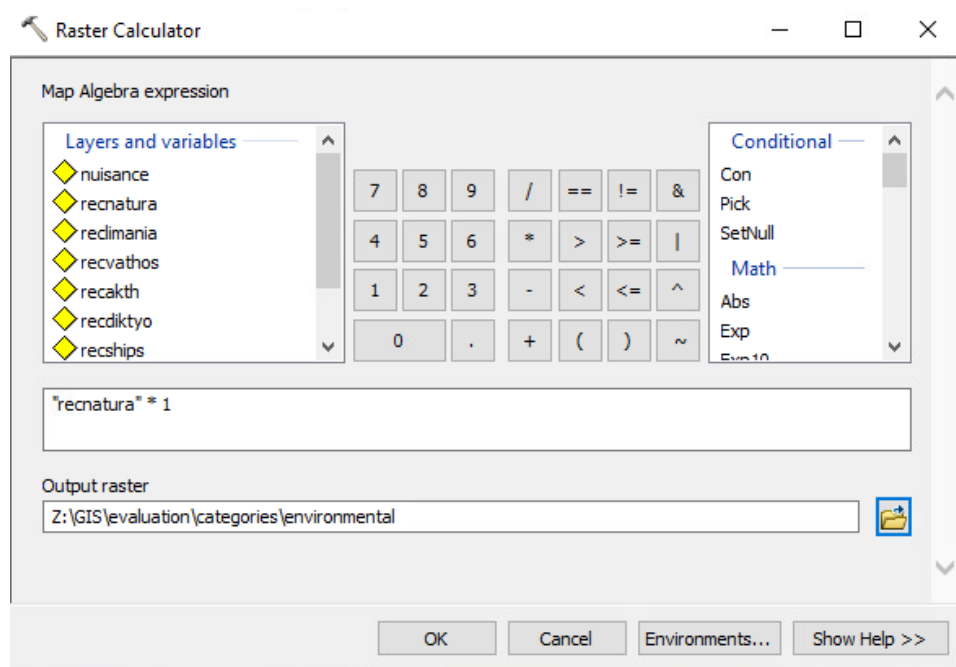 Raster Calculator
Map Algebra expression
Layers and variables
nuisance
recnatura
reclimania
recvathos
recakth
recdiktyo
recships
7 8 9 / == != &
4 5 6 * > >= |
1 2 3 - < <= ^
0 . + ( ) ~
Conditional
Con
Pick
SetNull
Math
Abs
Exp
Exp10
"recnatura" * 1
Output raster
Z:\GIS\evaluation\categories\environmental
OK Cancel Environments... Show Help >>